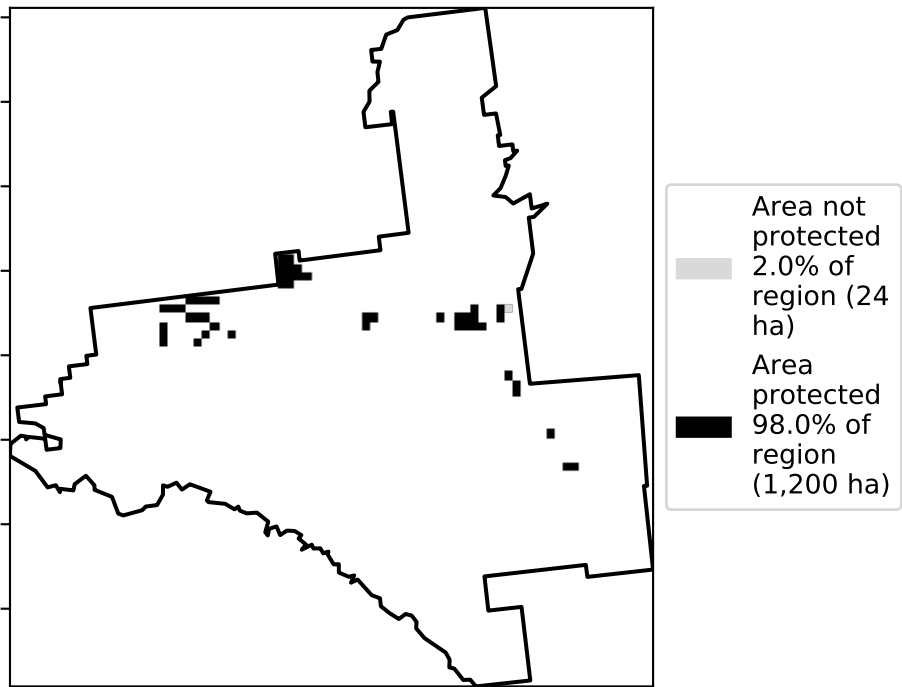 Area not
protected
2.0% of
region (24
ha)
Area
protected
98.0% of
region
(1,200 ha)